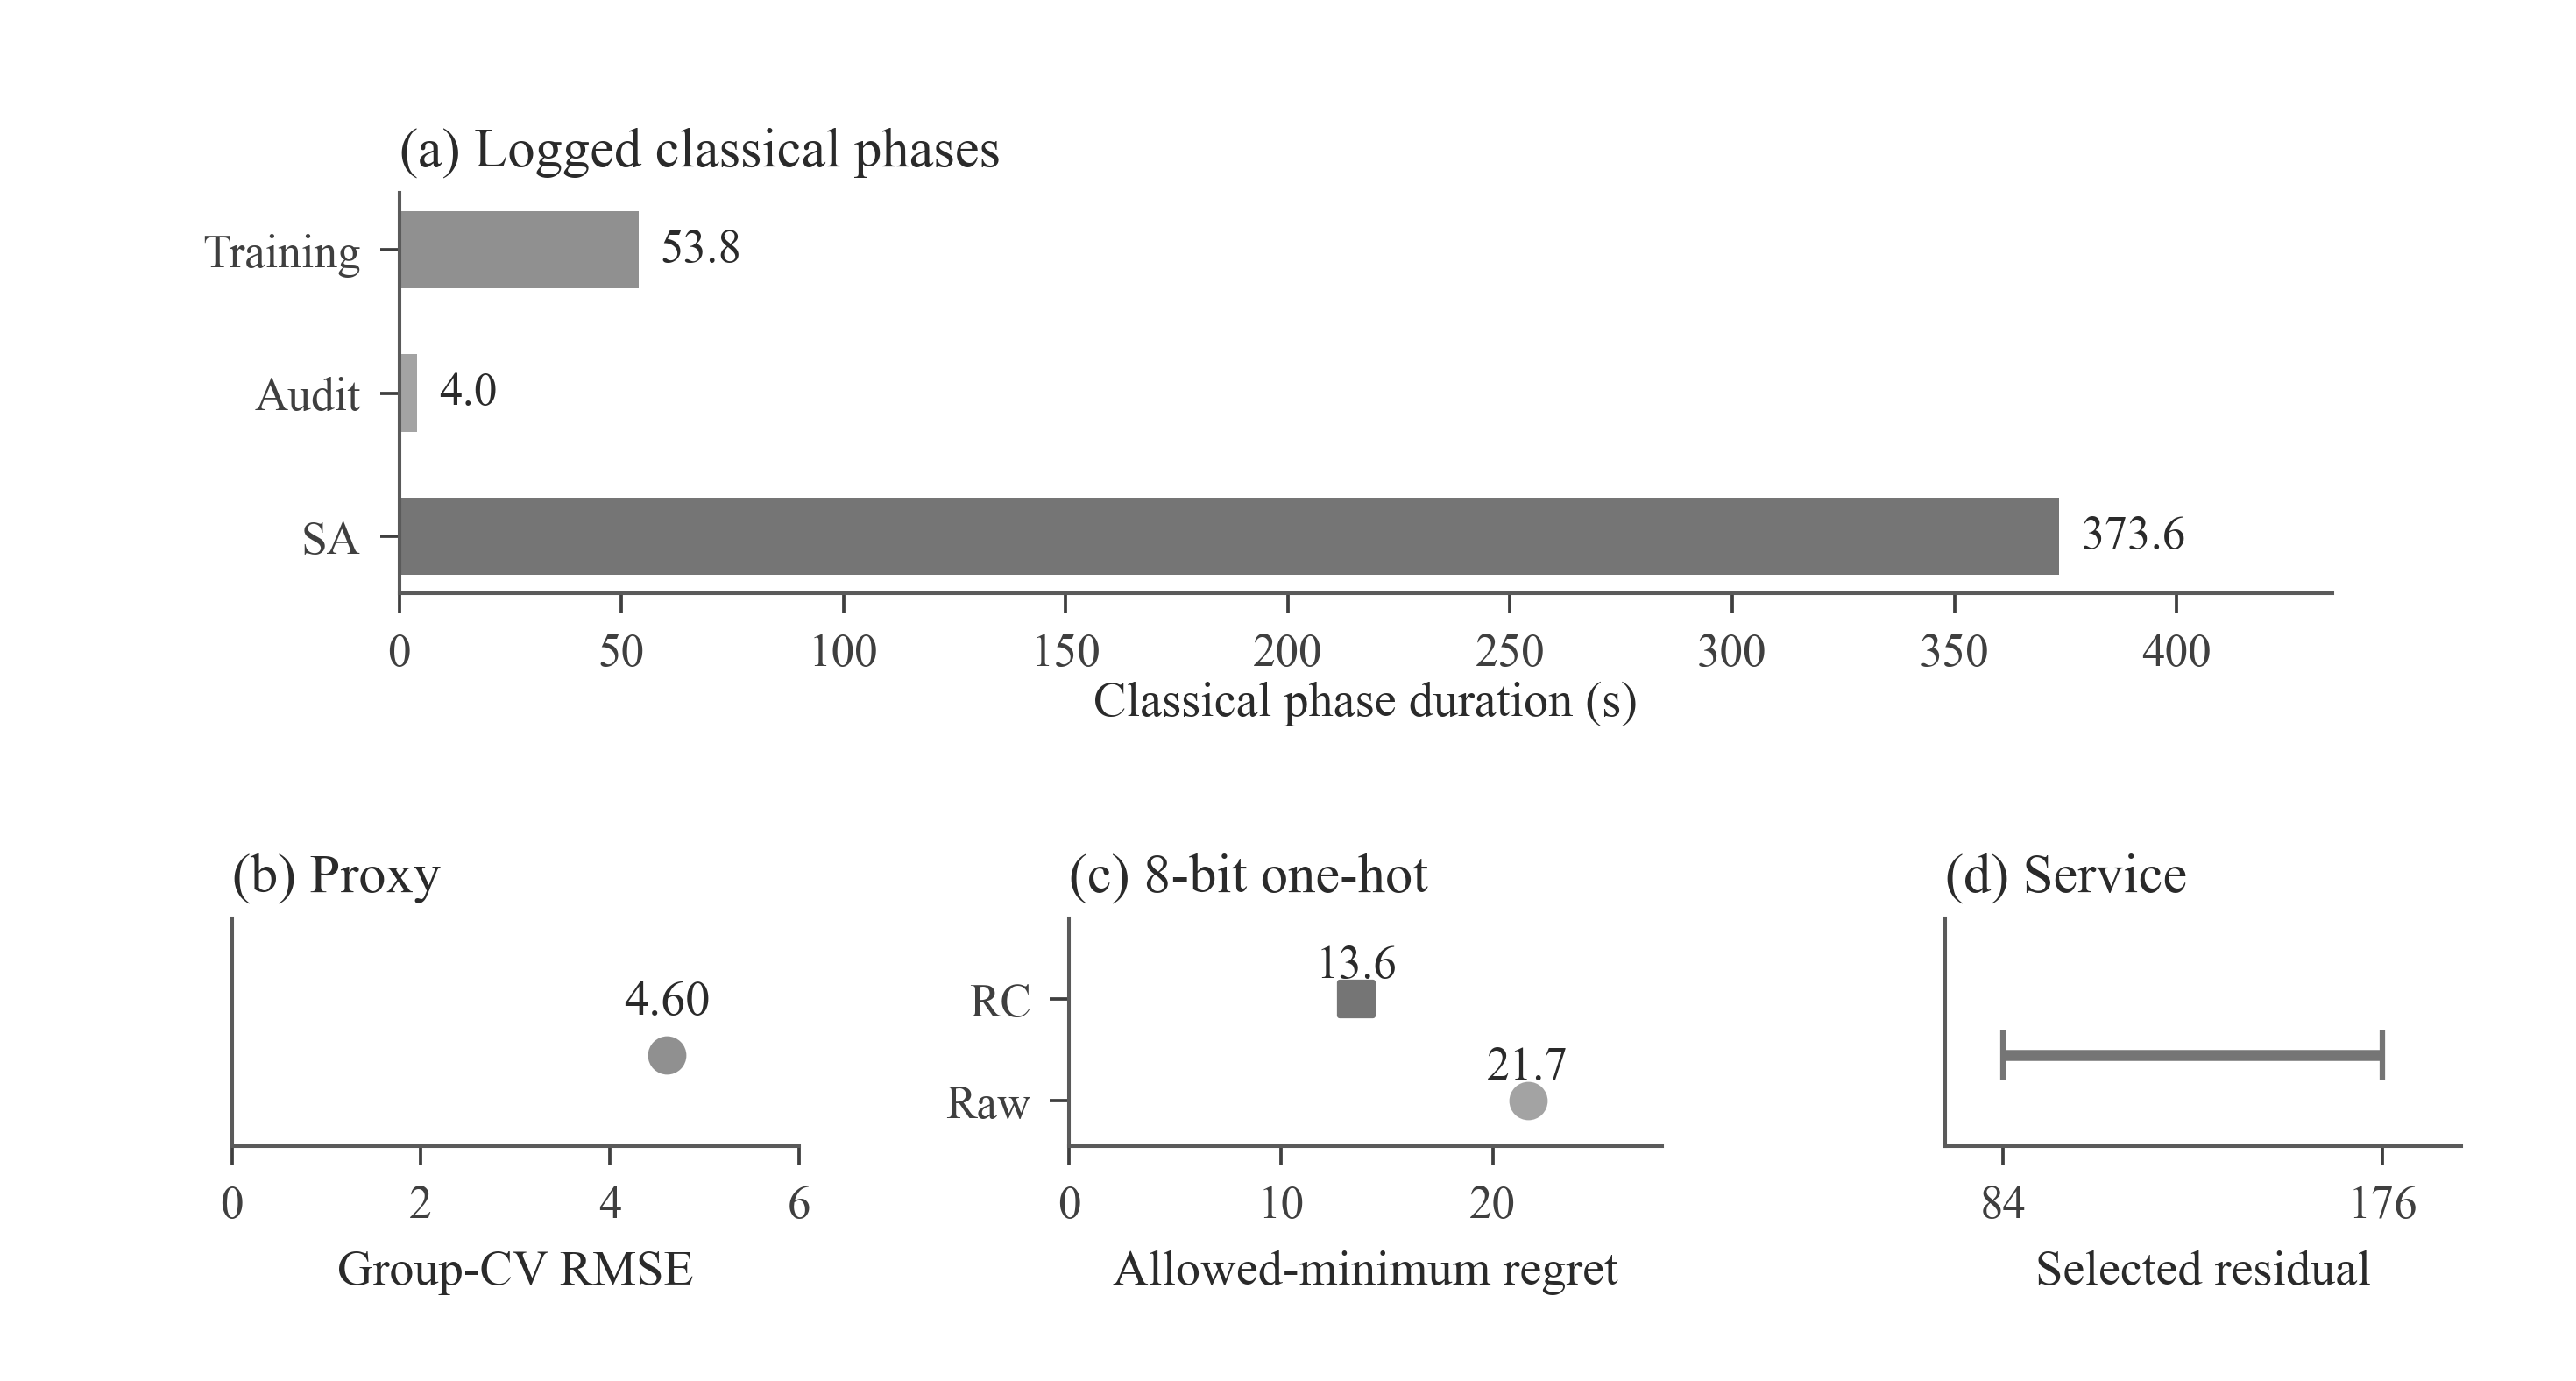 (a) Logged classical phases
Training
53.8
Audit
4.0
SA
373.6
0 50 100 150 200 250 300 350 400
Classical phase duration (s)
(b) Proxy
4.60
0 2 4 6
Group-CV RMSE
(c) 8-bit one-hot
13.6
RC
21.7
Raw
0 10 20
Allowed-minimum regret
(d) Service
84 176
Selected residual